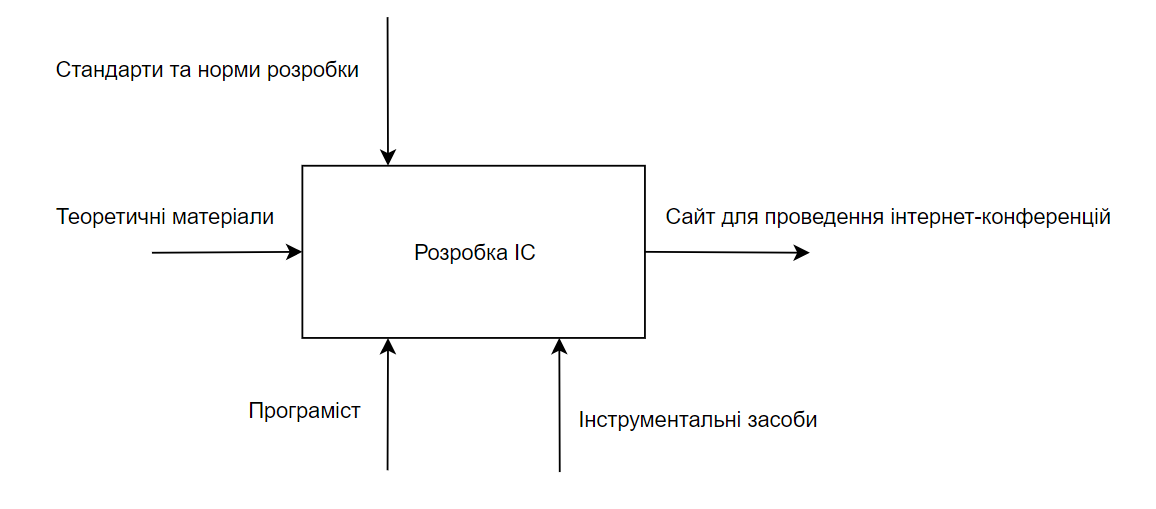 Стандарти та норми розробки
Теоретичні матеріали
Сайт для проведення інтернет-конференцій
Розробка ІС
Програміст
Інструментальні засоби